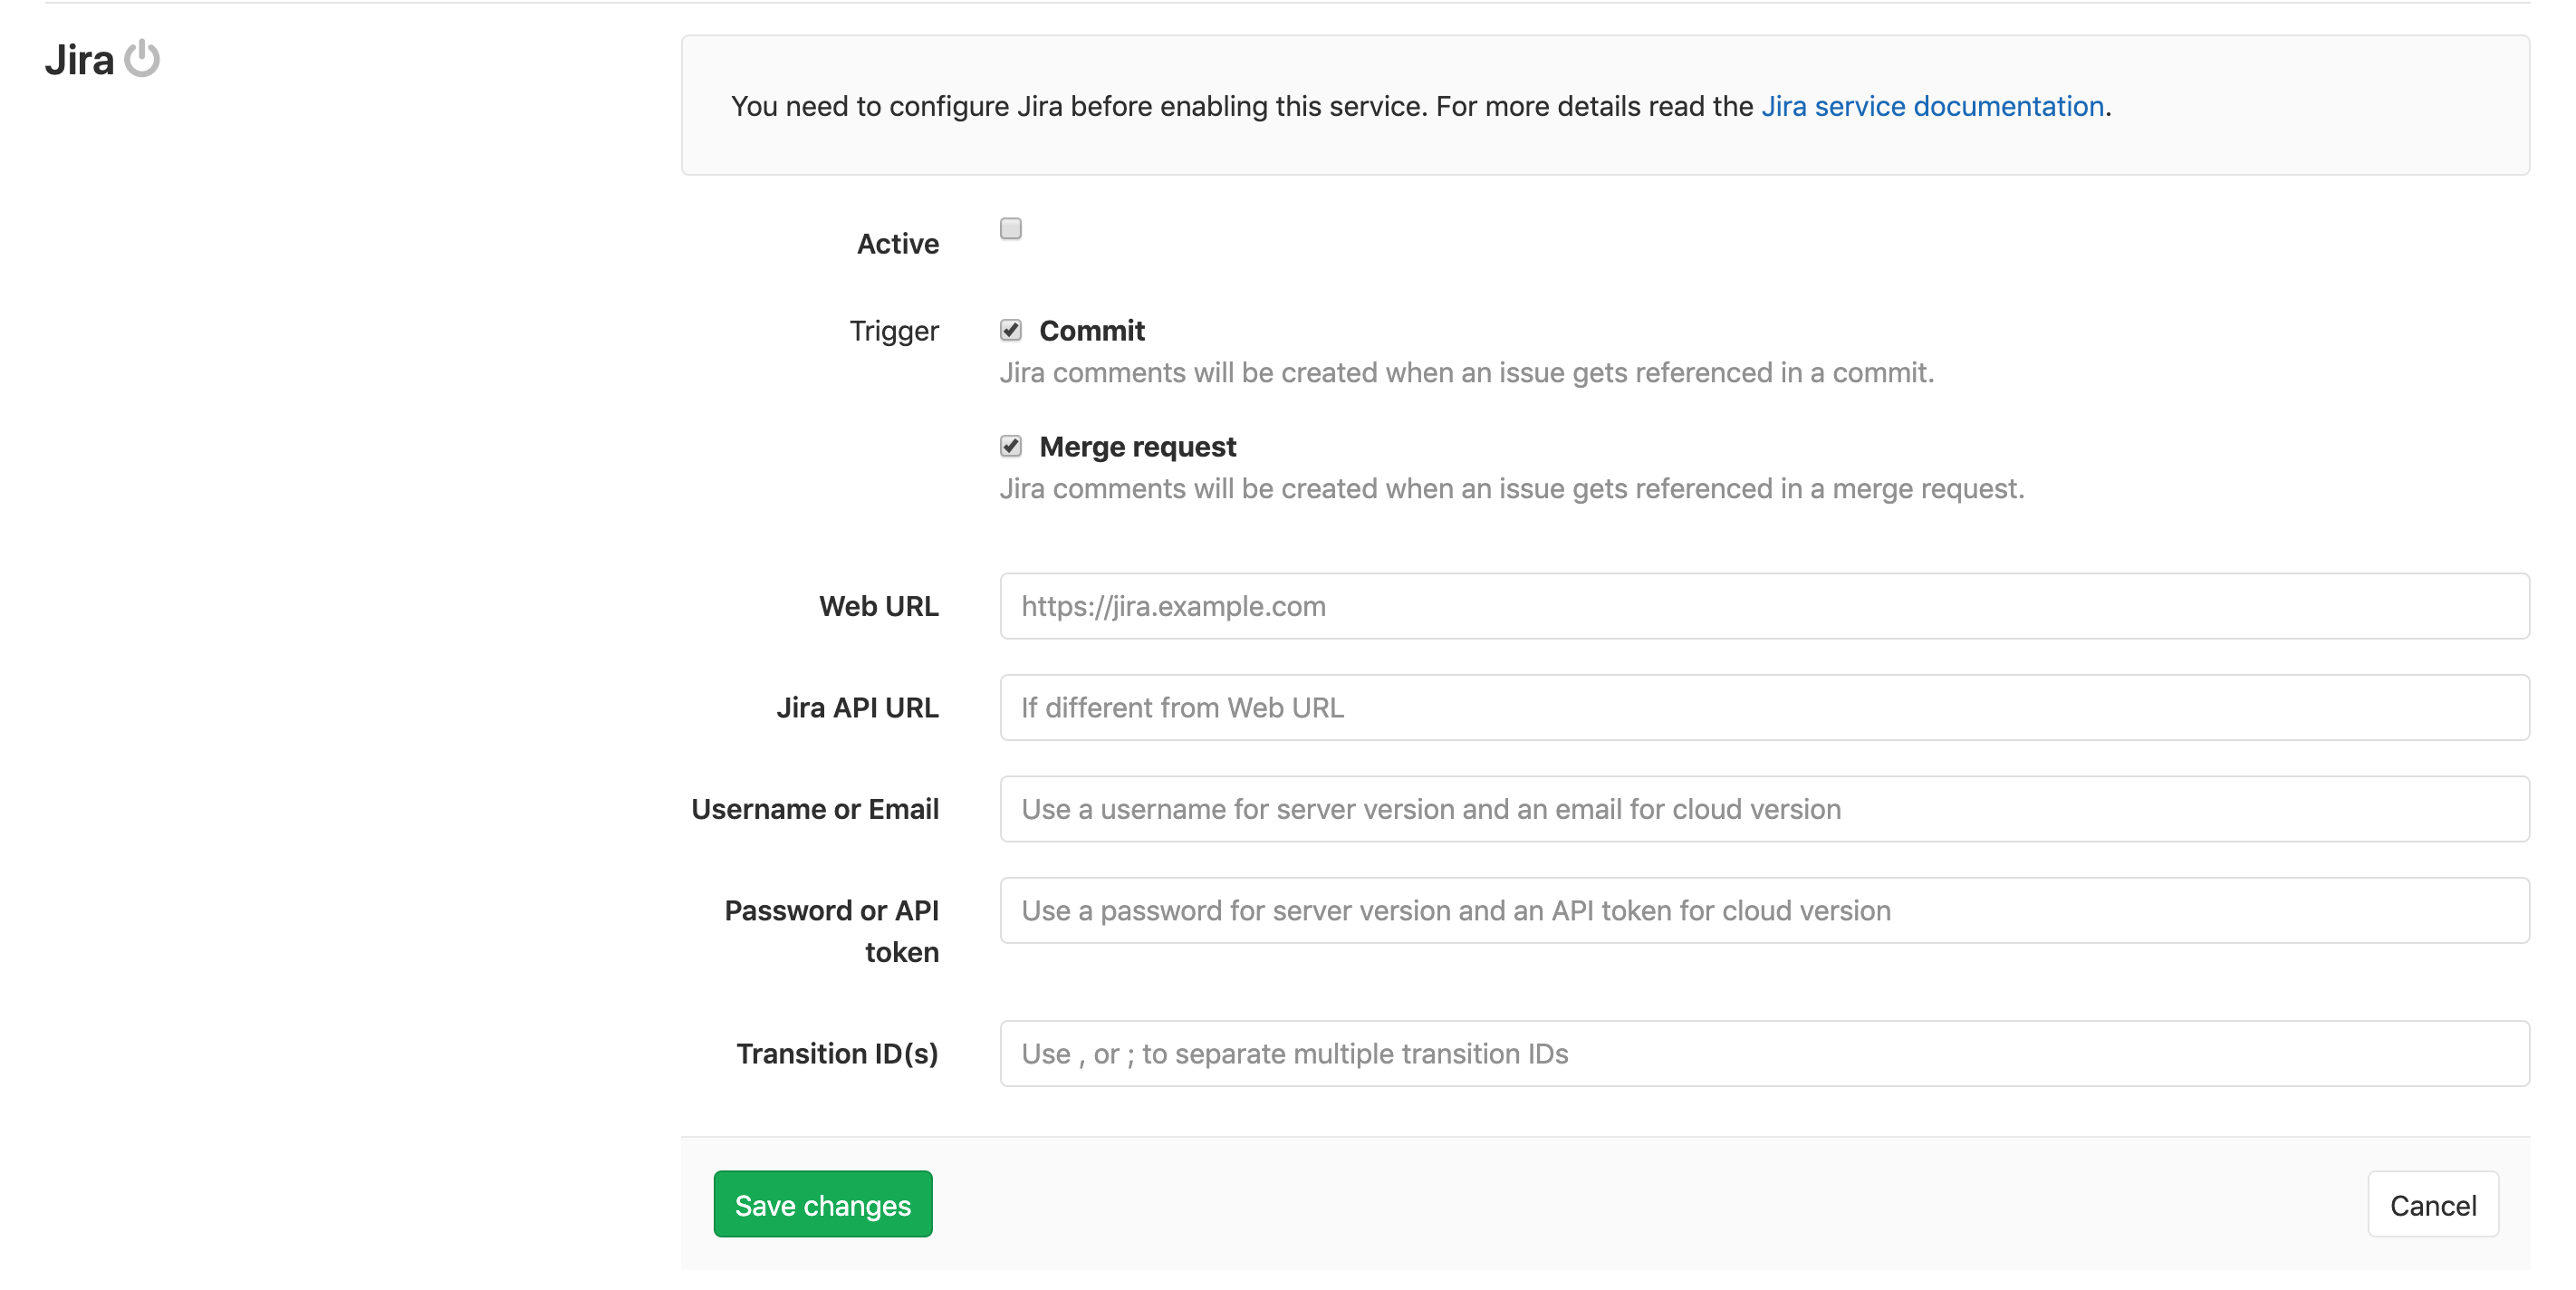 Jira
You need to configure Jira before enabling this service. For more details read the Jira service documentation.
Active
Trigger
Commit
Jira comments will be created when an issue gets referenced in a commit.
Merge request
Jira comments will be created when an issue gets referenced in a merge request.
Web URL
https://jira.example.com
Jira API URL
If different from Web URL
Username or Email
Use a username for server version and an email for cloud version
Password or API
token
Use a password for server version and an API token for cloud version
Transition ID(s)
Use , or ; to separate multiple transition IDs
Save changes
Cancel